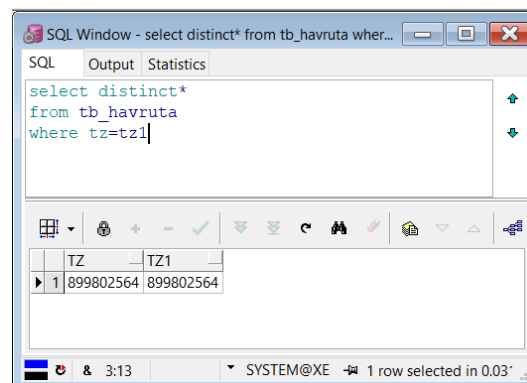 SQL Window - select distinct* from tb_havruta wher...
SQL Output Statistics
select distinct*
from tb_havruta
where tz=tz1
TZ TZ1
1 899802564 899802564
& 3:13 SYSTEM@XE 1 row selected in 0.031